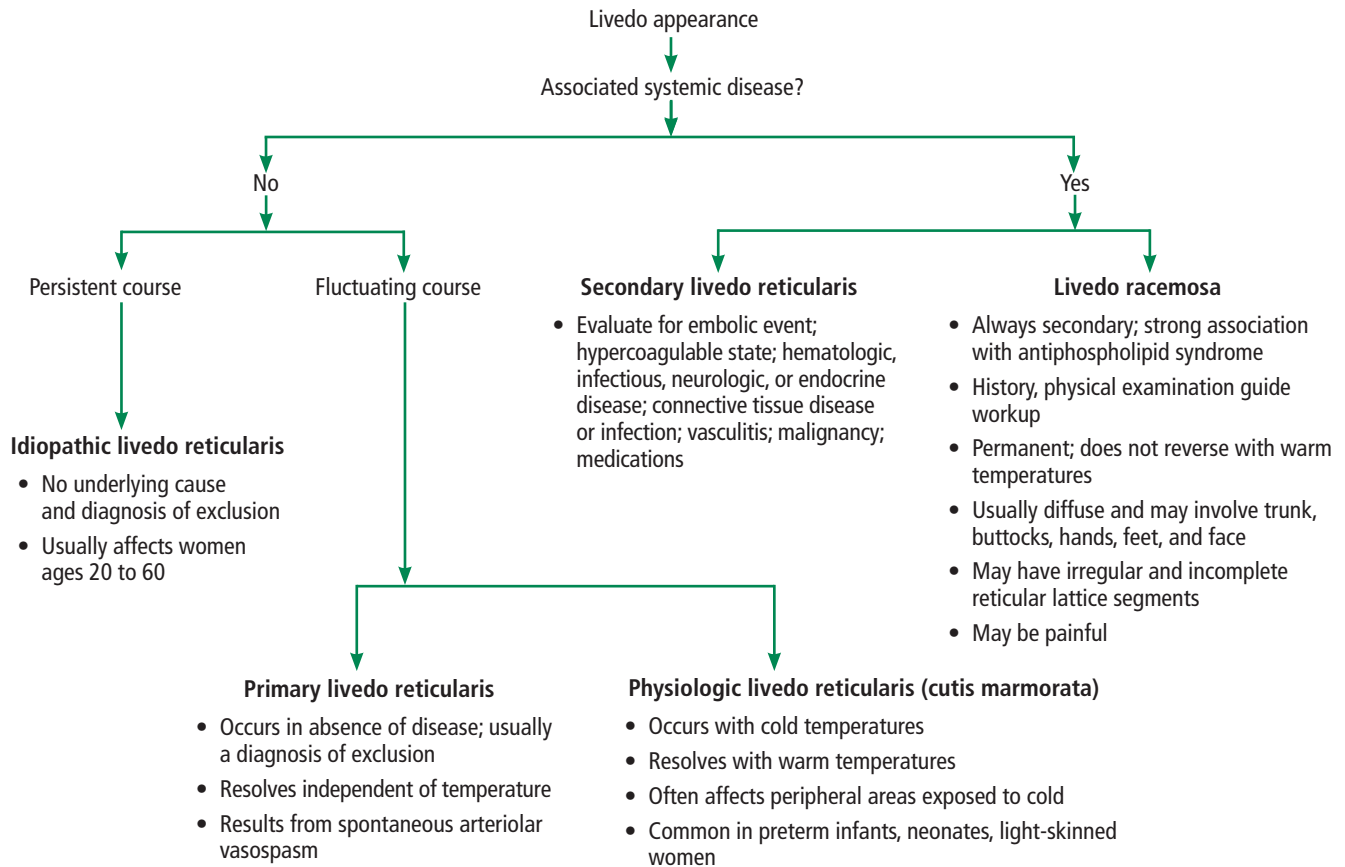 Livedo appearance
Associated systemic disease?
No
Yes
Persistent course
Fluctuating course
Secondary livedo reticularis
• Evaluate for embolic event;
hypercoagulable state; hematologic,
infectious, neurologic, or endocrine
disease; connective tissue disease
or infection; vasculitis; malignancy;
medications
Livedo racemosa
• Always secondary; strong association
with antiphospholipid syndrome
• History, physical examination guide
workup
• Permanent; does not reverse with warm
temperatures
• Usually diffuse and may involve trunk,
buttocks, hands, feet, and face
• May have irregular and incomplete
reticular lattice segments
• May be painful
Idiopathic livedo reticularis
• No underlying cause
and diagnosis of exclusion
• Usually affects women
ages 20 to 60
Primary livedo reticularis
• Occurs in absence of disease; usually
a diagnosis of exclusion
• Resolves independent of temperature
• Results from spontaneous arteriolar
vasospasm
Physiologic livedo reticularis (cutis marmorata)
• Occurs with cold temperatures
• Resolves with warm temperatures
• Often affects peripheral areas exposed to cold
• Common in preterm infants, neonates, light-skinned
women